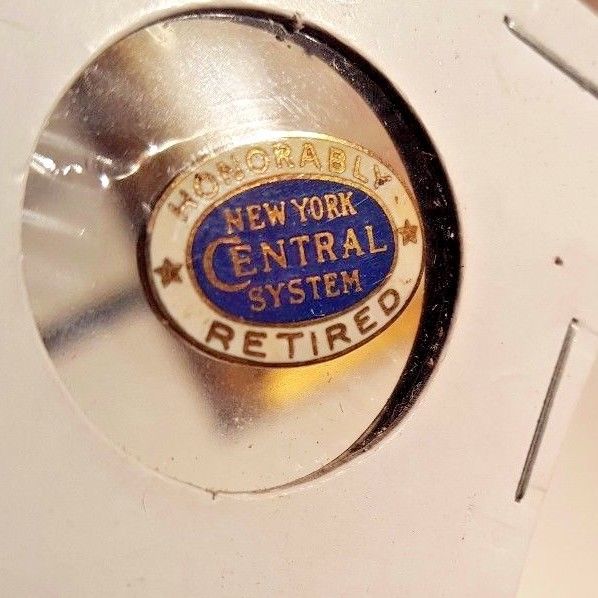 HONORABLY
NEW YORK
CENTRAL
SYSTEM
RETIRED